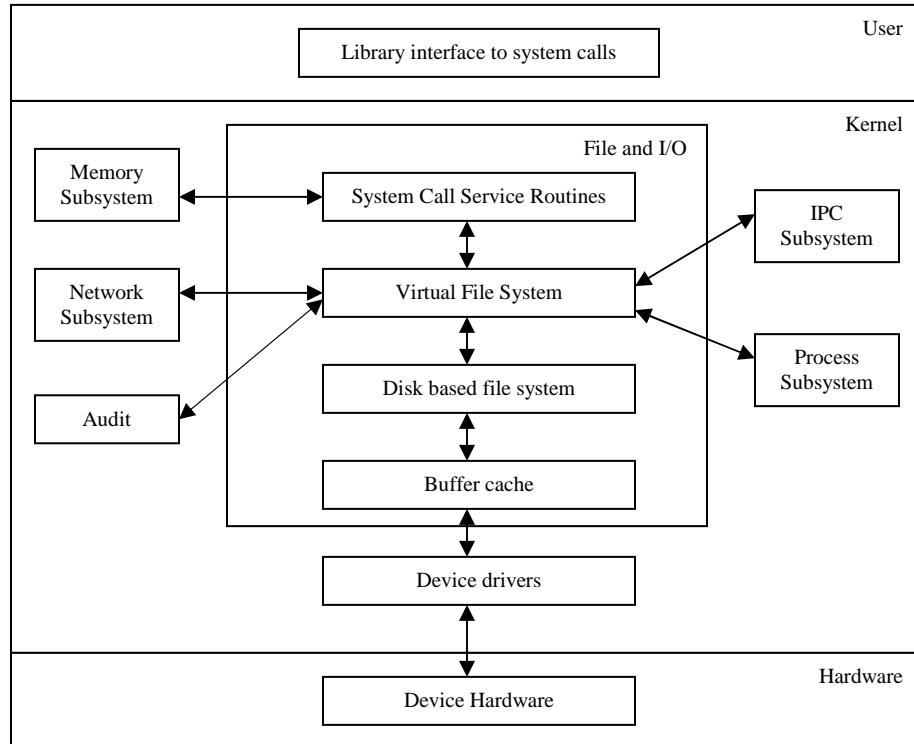 User
Library interface to system calls
Kernel
File and I/O
Memory
Subsystem
System Call Service Routines
IPC
Subsystem
Network
Subsystem
Virtual File System
Process
Subsystem
Disk based file system
Audit
Buffer cache
Device drivers
Hardware
Device Hardware